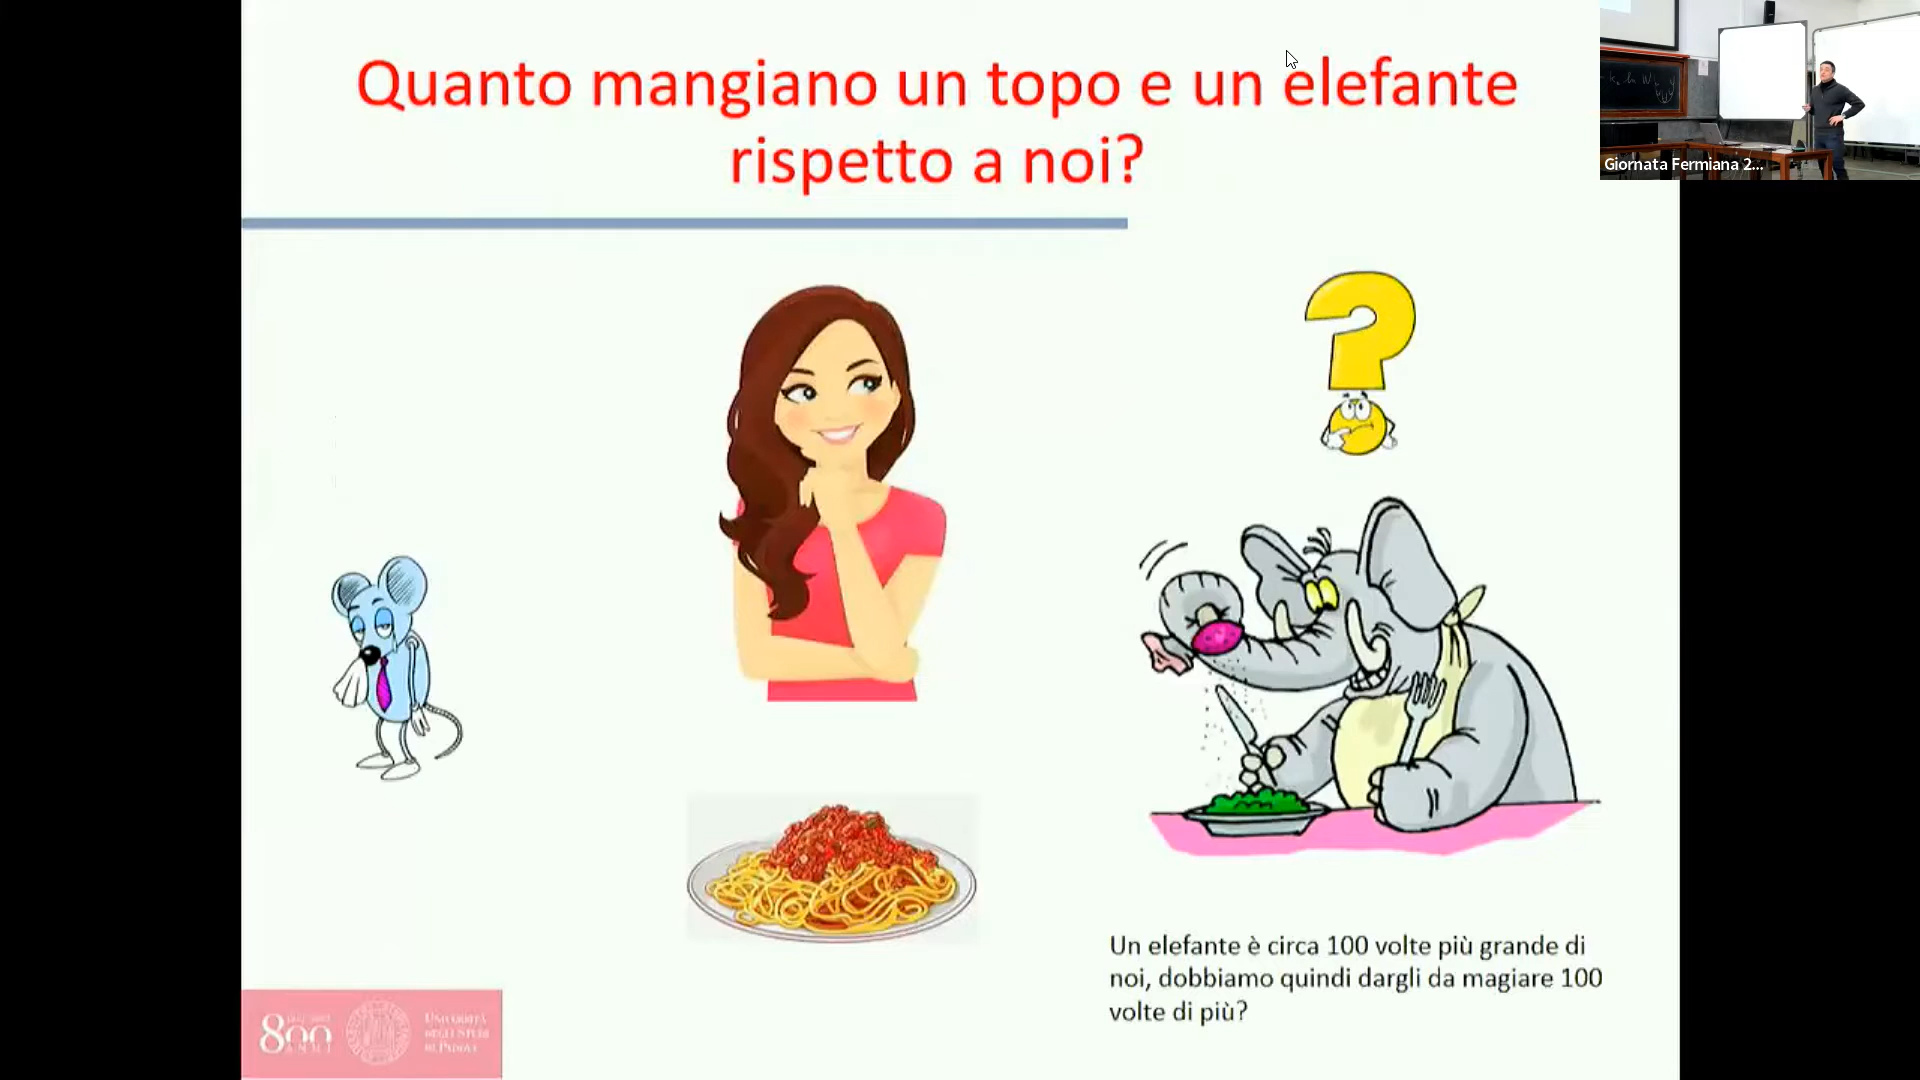 Quanto mangiano un topo e un elefante
rispetto a noi?
Giornata Fermiana 2...
Un elefante è circa 100 volte più grande di
noi, dobbiamo quindi dargli da magiare 100
volte di più?
800
ANNI
UNIVERSITÀ
DEGLI STUDI
DI PADOVA